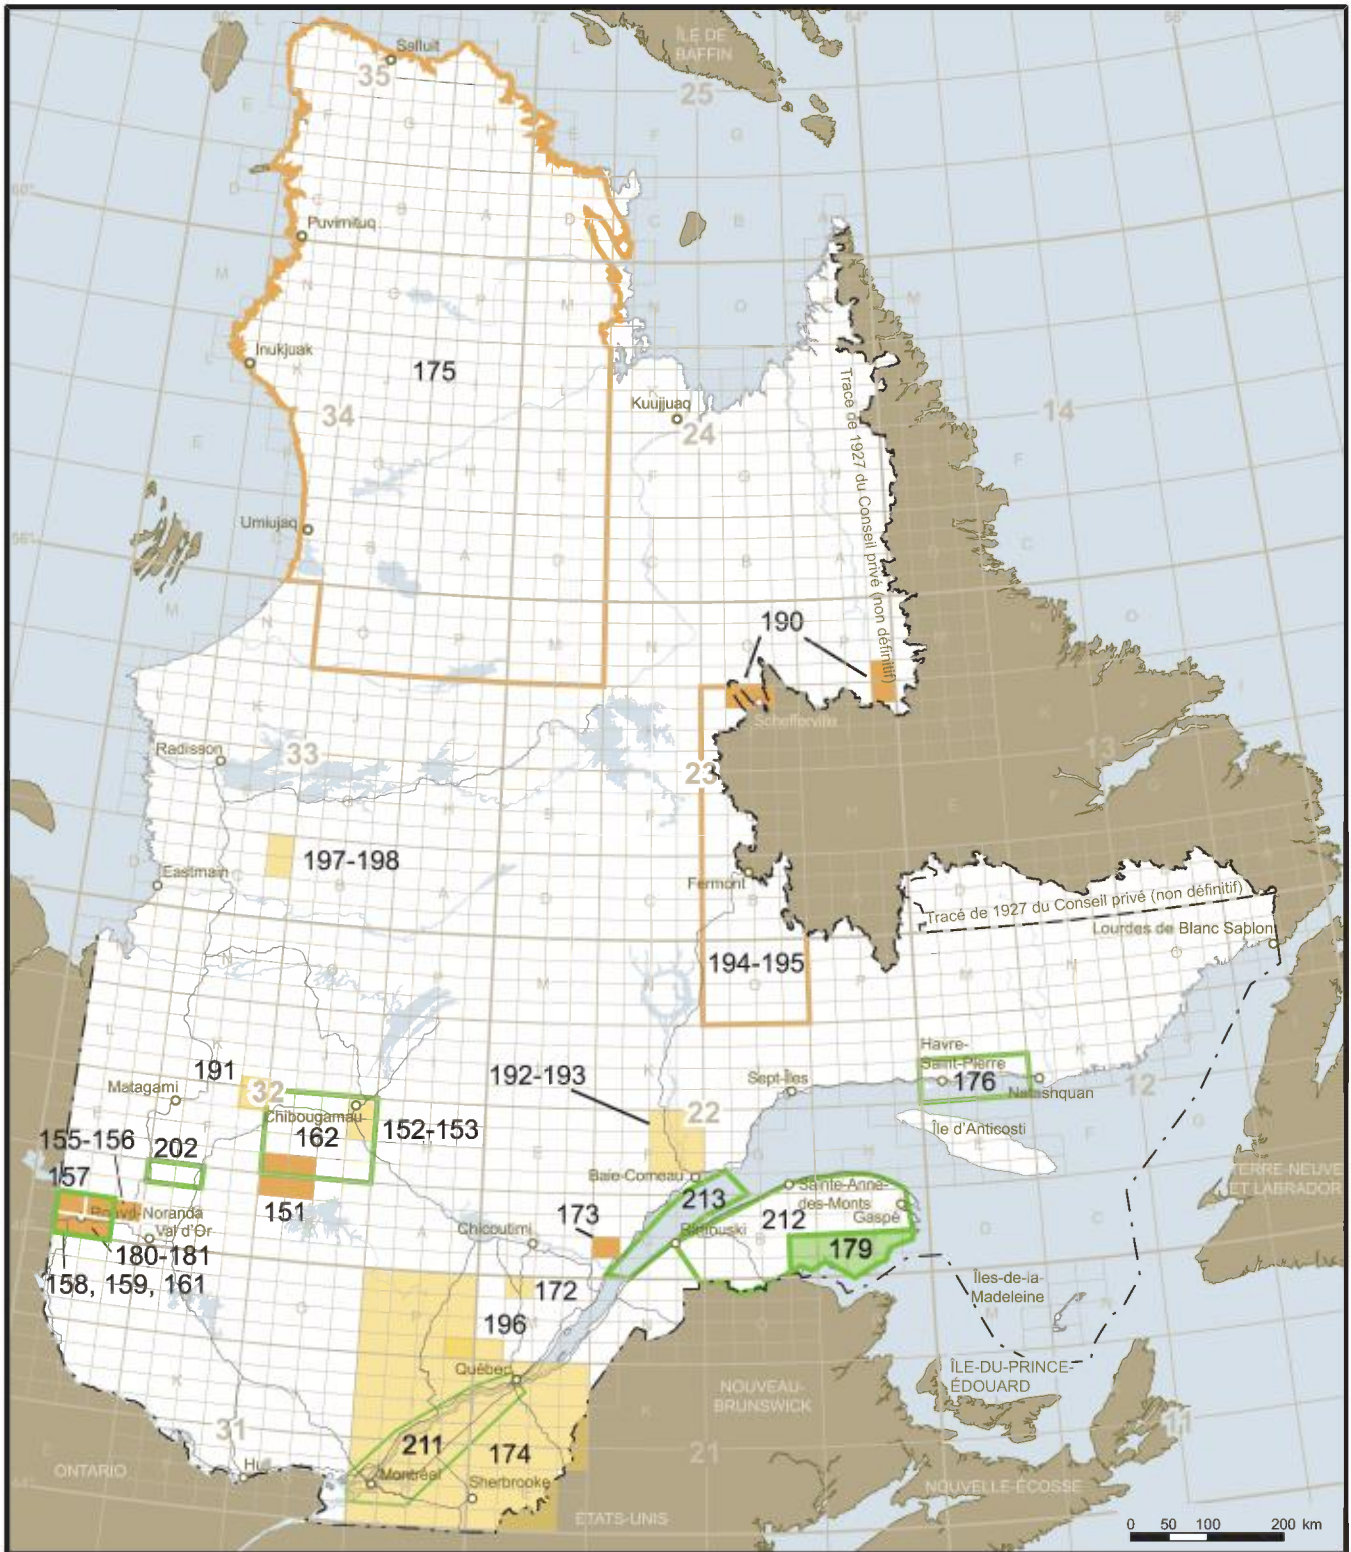 ÎLE DE
BAFFIN
Salluit
35
25
Puvirnituq
Inukjuak
175
34
Kuujjuaq
24
14
Tracé de 1927 du Conseil privé (non définitif)
Umiujaq
190
Schefferville
Radisson
33
23
13
197-198
Eastmain
Fermont
Tracé de 1927 du Conseil privé (non définitif)
Lourdes de Blanc Sablon
194-195
Havre-
Saint-Pierre
176
Natashquan
12
191
Matagami
32
Chibougamau
192-193
Sept-Îles
22
Île d'Anticosti
155-156
202
162
152-153
157
Baie-Comeau
213
Sainte-Anne-
des-Monts
TERRE-NEUVE
ET LABRADOR
Rouyn-Noranda
Val d'Or
151
Chicoutimi
173
Rimouski
212
Gaspé
179
180-181
158, 159, 161
172
Îles-de-la-
Madeleine
196
Québec
ÎLE-DU-PRINCE-
ÉDOUARD
NOUVEAU-
BRUNSWICK
31
211
174
21
11
ONTARIO
Hull
Montréal
Sherbrooke
NOUVELLE-ÉCOSSE
ÉTATS-UNIS
0 50 100 200 km